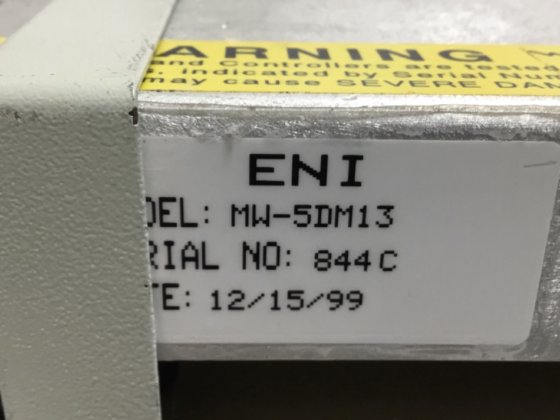 ARNING
and Controllers are tested
. indicated by Serial Nu
may cause SEVERE DAM
ENI
DEL: MW-5DM13
RIAL NO: 844C
TE: 12/15/99